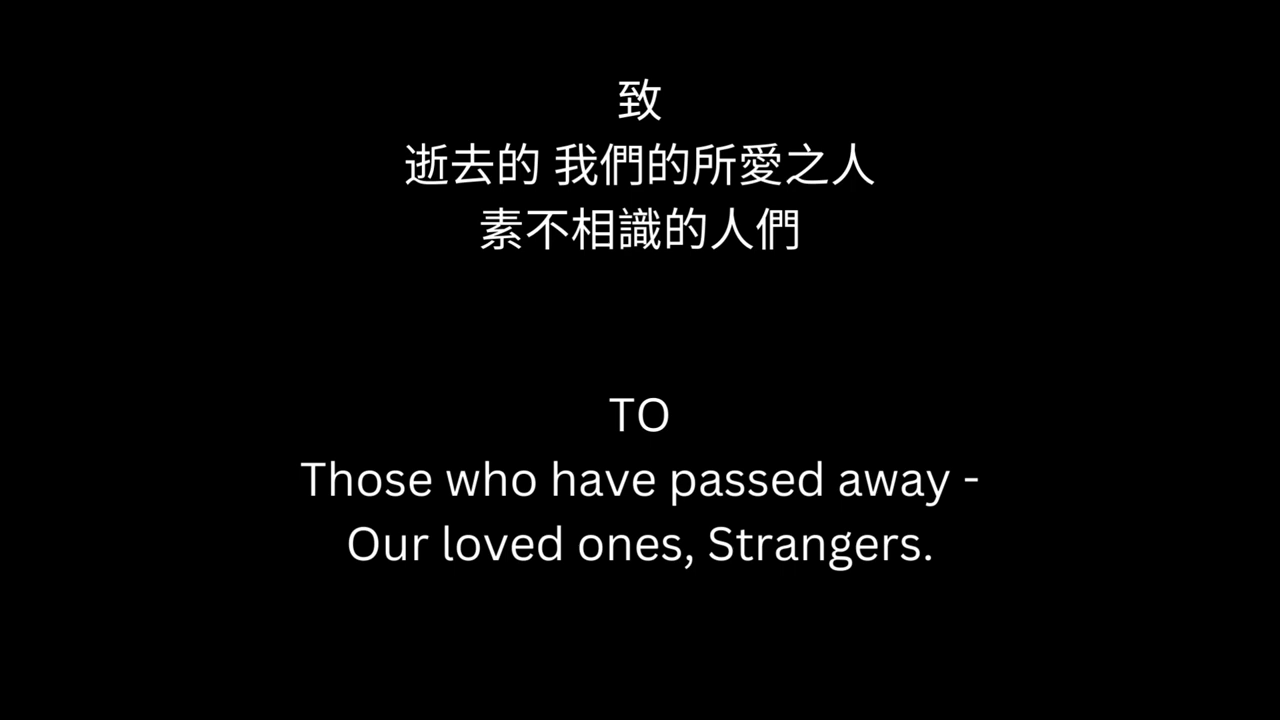 致
逝去的 我們的所愛之人
素不相識的人們
TO
Those who have passed away -
Our loved ones, Strangers.